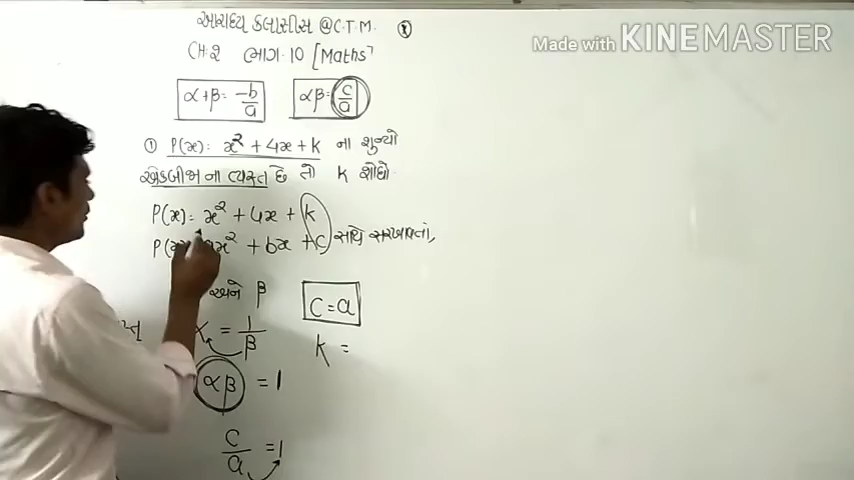 આરાધ્ય ક્લાસીસ @C.T.M. ①
Made with KINEMASTER
CH:2 ભાગ:10 [Maths]
α+β = -b/a αβ = c/a
① P(x): x² + 4x + k ના શુન્યો
એકબીજા ના વ્યસ્ત છે તો k શોધો.
P(x): x² + 4x + k
x² + bx + C સાથે સરખાવતાં,
અને β C = a
= 1/β k =
αβ = 1
c/a = 1